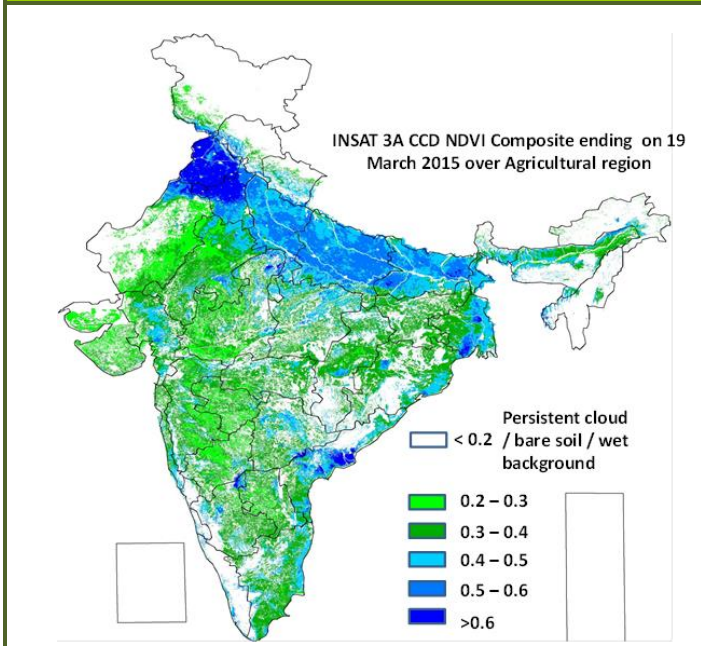 INSAT 3A CCD NDVI Composite ending on 19
March 2015 over Agricultural region
Persistent cloud
< 0.2 / bare soil / wet
background
0.2 – 0.3
0.3 – 0.4
0.4 – 0.5
0.5 – 0.6
>0.6